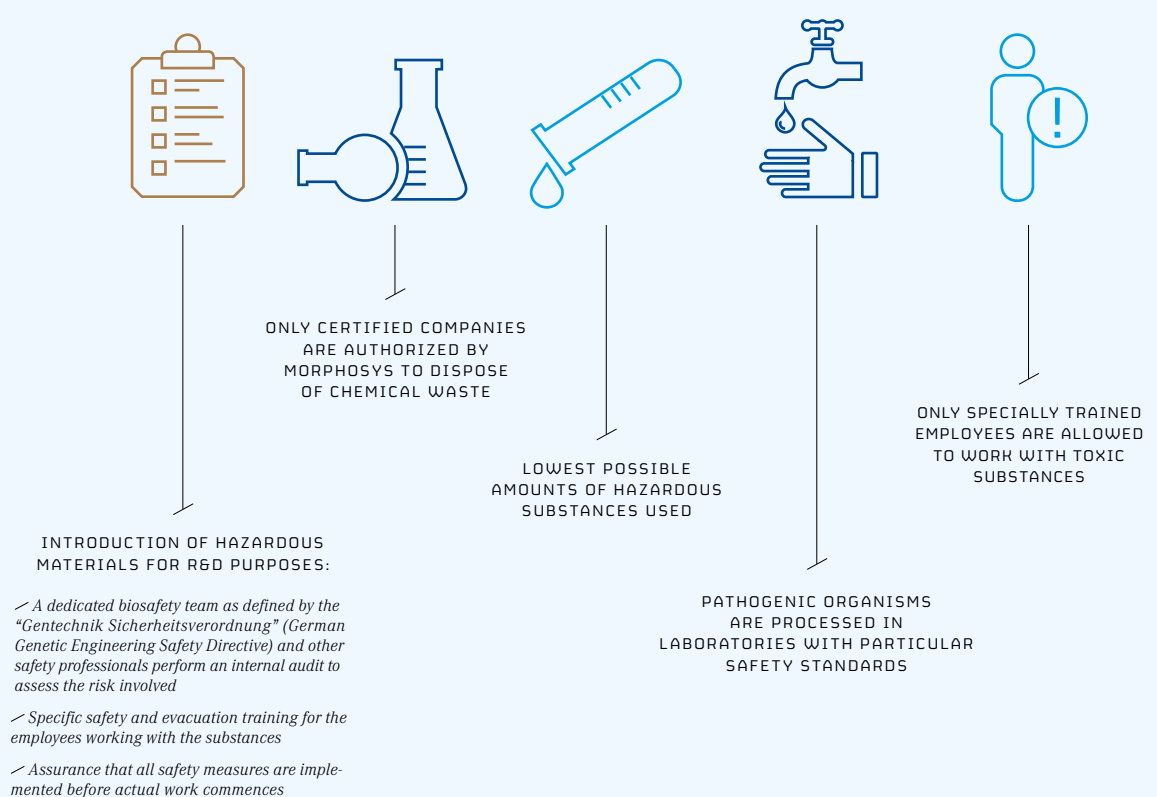 ONLY CERTIFIED COMPANIES
ARE AUTHORIZED BY
MORPHOSYS TO DISPOSE
OF CHEMICAL WASTE
ONLY SPECIALLY TRAINED
EMPLOYEES ARE ALLOWED
TO WORK WITH TOXIC
SUBSTANCES
LOWEST POSSIBLE
AMOUNTS OF HAZARDOUS
SUBSTANCES USED
INTRODUCTION OF HAZARDOUS
MATERIALS FOR R&D PURPOSES:
A dedicated biosafety team as defined by the
“Gentechnik Sicherheitsverordnung” (German
Genetic Engineering Safety Directive) and other
safety professionals perform an internal audit to
assess the risk involved
Specific safety and evacuation training for the
employees working with the substances
Assurance that all safety measures are imple-
mented before actual work commences
PATHOGENIC ORGANISMS
ARE PROCESSED IN
LABORATORIES WITH PARTICULAR
SAFETY STANDARDS